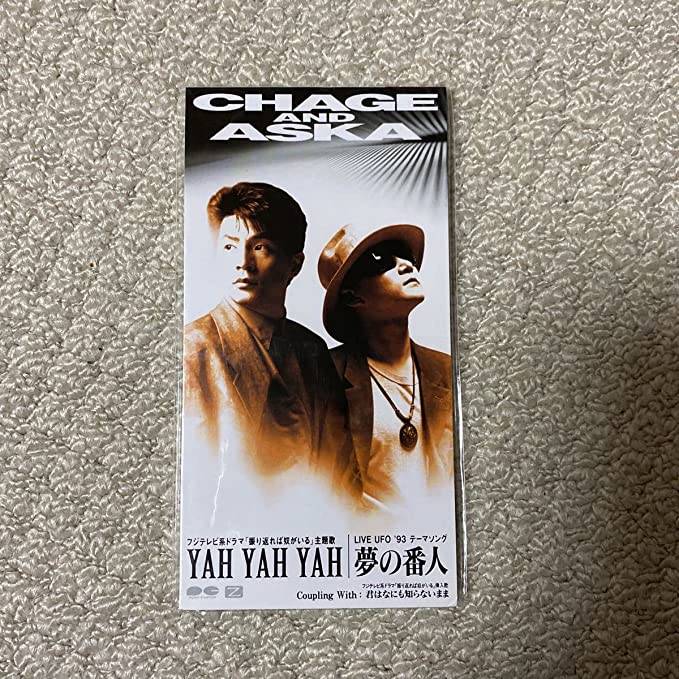 CHAGE
AND
ASKA
フジテレビ系ドラマ「振り返れば奴がいる」主題歌
YAH YAH YAH
LIVE UFO '93 テーマソング
夢の番人
フジテレビ系ドラマ「振り返れば奴がいる」挿入歌
Coupling With : 君はなにも知らないまま